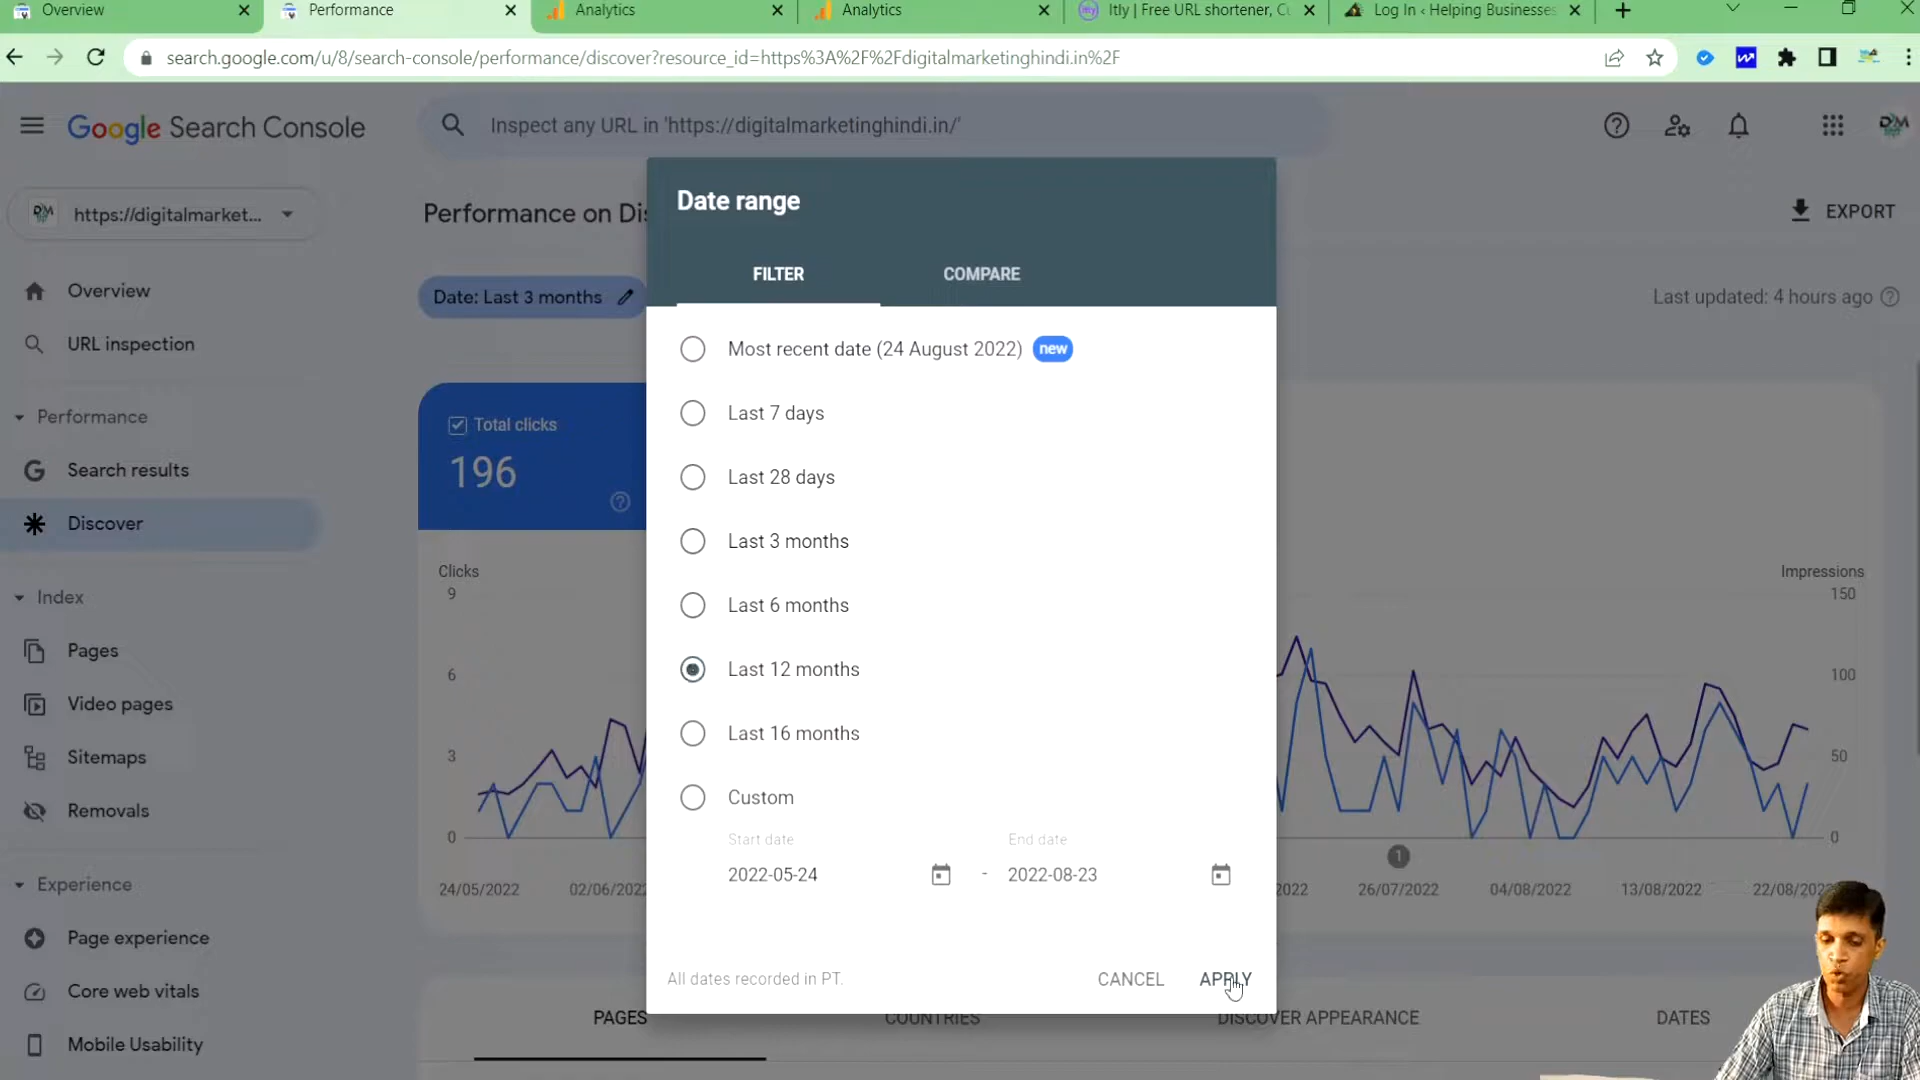 Overview
Performance
Analytics
Analytics
ltly | Free URL shortener, Cu
Log In ‹ Helping Businesses
search.google.com/u/8/search-console/performance/discover?resource_id=https%3A%2F%2Fdigitalmarketinghindi.in%2F
Google Search Console
Inspect any URL in 'https://digitalmarketinghindi.in/'
DM
DM
https://digitalmarket...
Performance on Dis
EXPORT
Date: Last 3 months
Last updated: 4 hours ago
Overview
URL inspection
Performance
Search results
Discover
Index
Pages
Video pages
Sitemaps
Removals
Experience
Page experience
Core web vitals
Mobile Usability
Total clicks
196
Clicks
9
6
3
0
Impressions
150
100
50
0
1
24/05/2022
02/06/2022
2022
26/07/2022
04/08/2022
13/08/2022
22/08/2022
Date range
FILTER
COMPARE
Most recent date (24 August 2022) new
Last 7 days
Last 28 days
Last 3 months
Last 6 months
Last 12 months
Last 16 months
Custom
Start date
End date
2022-05-24
-
2022-08-23
All dates recorded in PT.
CANCEL
APPLY
PAGES
COUNTRIES
DISCOVER APPEARANCE
DATES